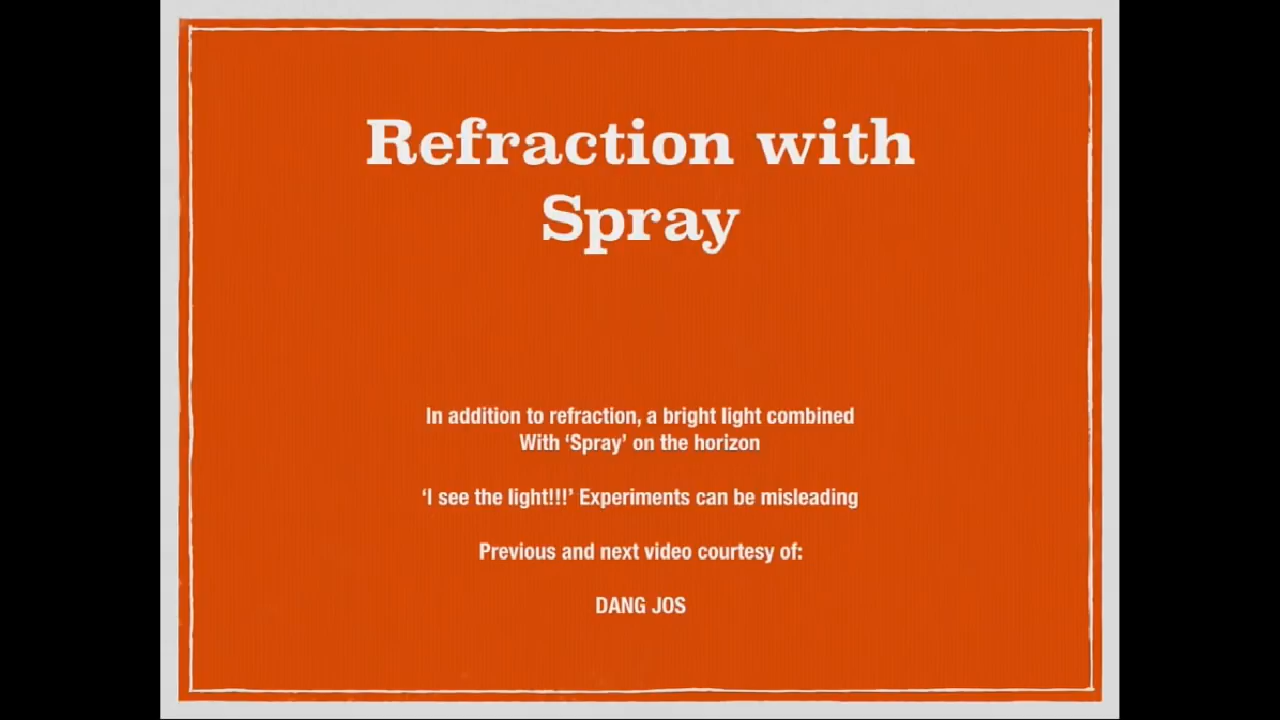 Refraction with
Spray
In addition to refraction, a bright light combined
With ‘Spray’ on the horizon
‘I see the light!!!’ Experiments can be misleading
Previous and next video courtesy of:
DANG JOS